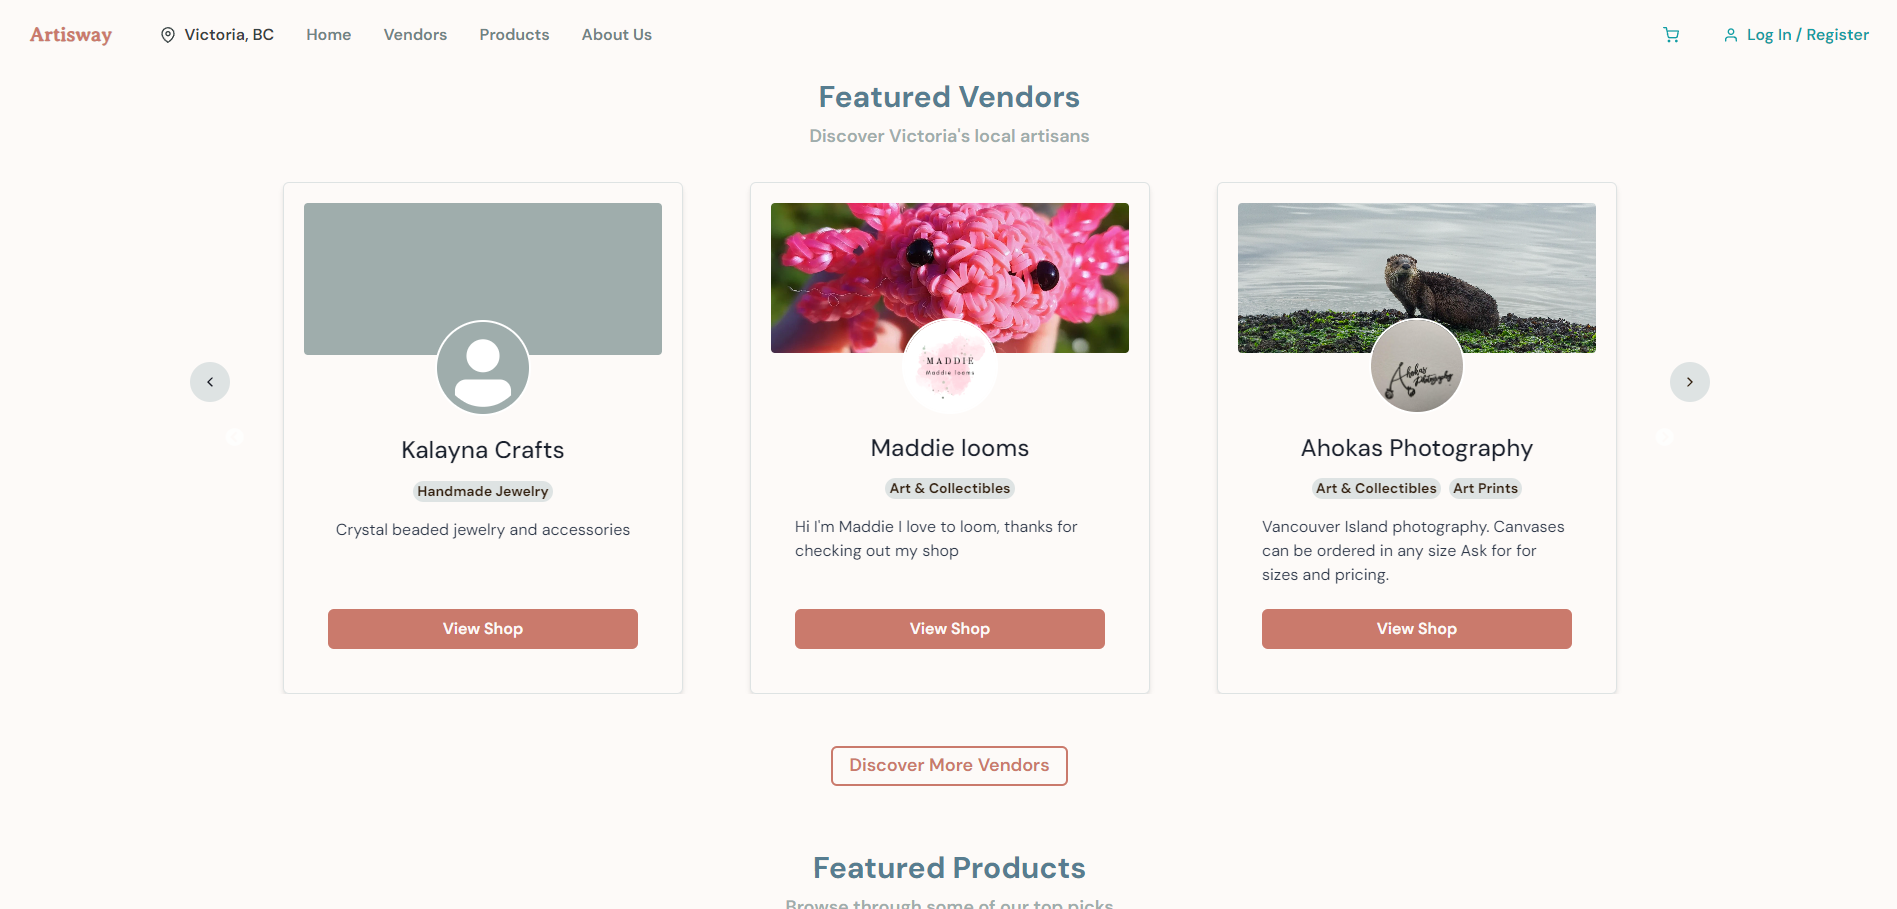 Artisway
Victoria, BC
Home
Vendors
Products
About Us
Log In / Register
Featured Vendors
Discover Victoria's local artisans
Kalayna Crafts
Handmade Jewelry
Crystal beaded jewelry and accessories
View Shop
MADDIE
Maddie looms
Maddie looms
Art & Collectibles
Hi I'm Maddie I love to loom, thanks for
checking out my shop
View Shop
Ahokas
Photography
Ahokas Photography
Art & Collectibles
Art Prints
Vancouver Island photography. Canvases
can be ordered in any size Ask for for
sizes and pricing.
View Shop
Discover More Vendors
Featured Products
Browse through some of our top picks